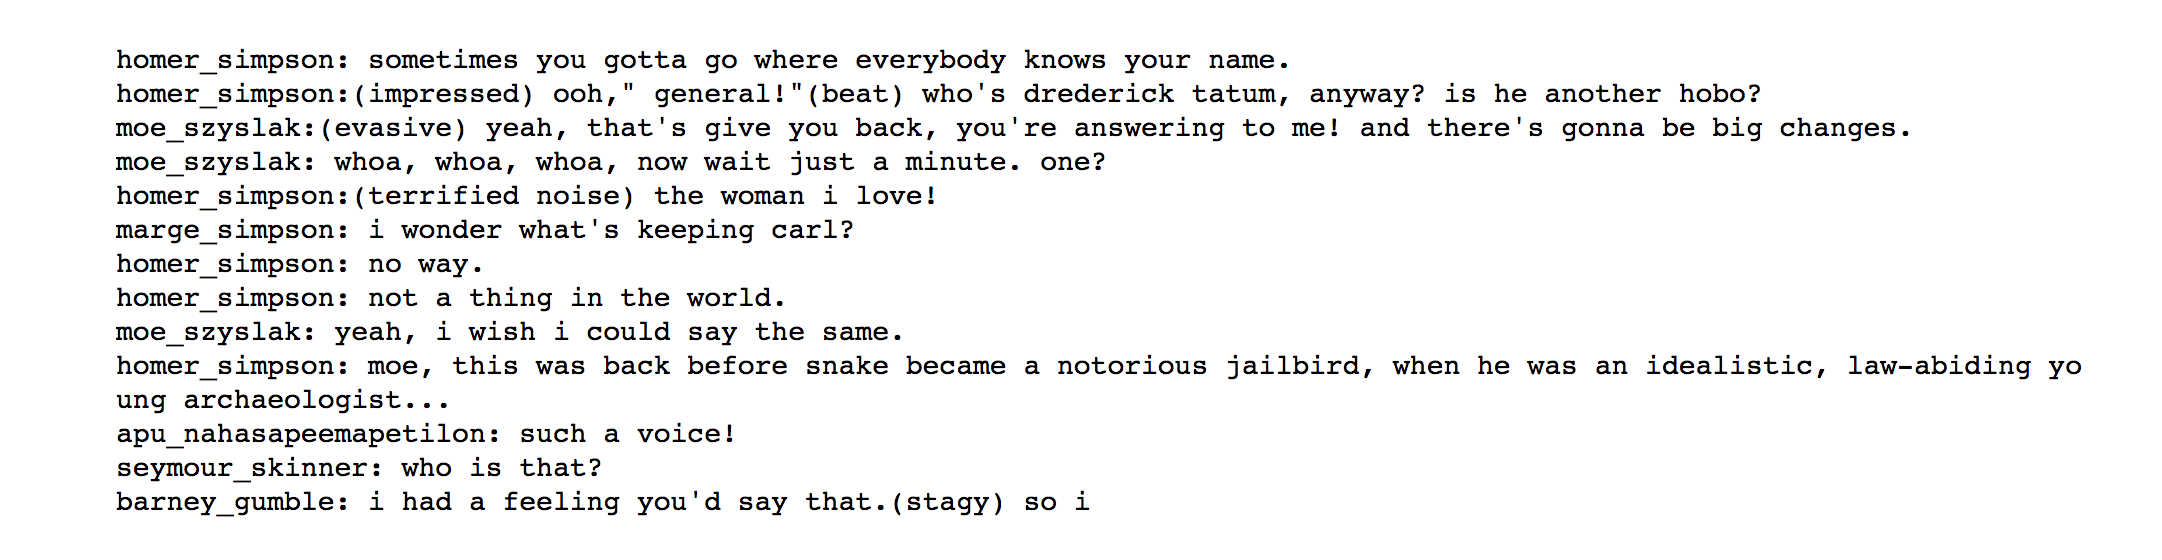 homer_simpson: sometimes you gotta go where everybody knows your name.
homer_simpson:(impressed) ooh," general!"(beat) who's drederick tatum, anyway? is he another hobo?
moe_szyslak:(evasive) yeah, that's give you back, you're answering to me! and there's gonna be big changes.
moe_szyslak: whoa, whoa, whoa, now wait just a minute. one?
homer_simpson:(terrified noise) the woman i love!
marge_simpson: i wonder what's keeping carl?
homer_simpson: no way.
homer_simpson: not a thing in the world.
moe_szyslak: yeah, i wish i could say the same.
homer_simpson: moe, this was back before snake became a notorious jailbird, when he was an idealistic, law-abiding yo
ung archaeologist...
apu_nahasapeemapetilon: such a voice!
seymour_skinner: who is that?
barney_gumble: i had a feeling you'd say that.(stagy) so i